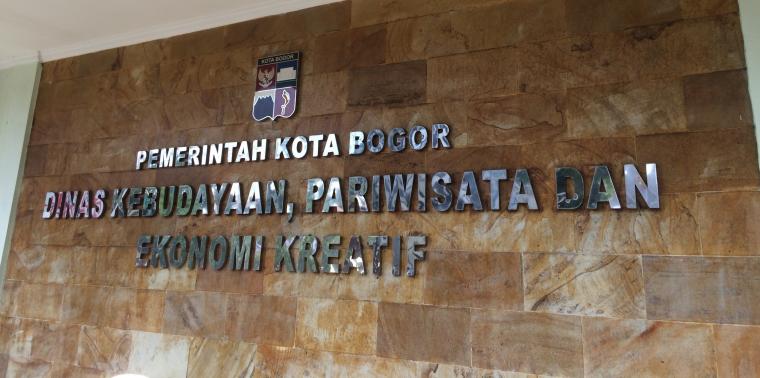 KOTA BOGOR
PEMERINTAH KOTA BOGOR
DINAS KEBUDAYAAN, PARIWISATA DAN
EKONOMI KREATIF